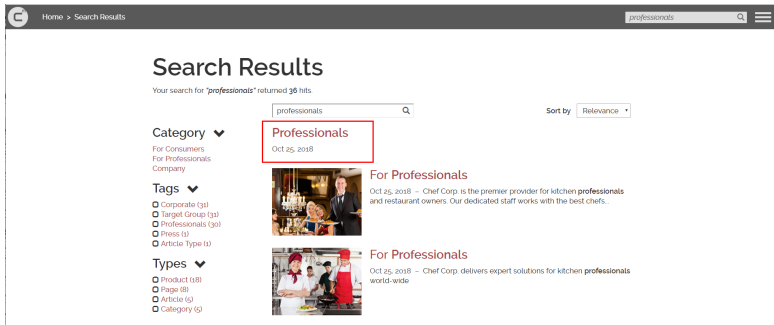 Home > Search Results
professionals
Search Results
Your search for "professionals" returned 36 hits.
professionals
Sort by Relevance
Category
For Consumers
For Professionals
Company
Tags
Corporate (31)
Target Group (31)
Professionals (30)
Press (1)
Article Type (1)
Types
Product (18)
Page (8)
Article (5)
Category (5)
Professionals
Oct 25, 2018
For Professionals
Oct 25, 2018 – Chef Corp. is the premier provider for kitchen professionals
and restaurant owners. Our dedicated staff works with the best chefs...
For Professionals
Oct 25, 2018 – Chef Corp. delivers expert solutions for kitchen professionals
world-wide